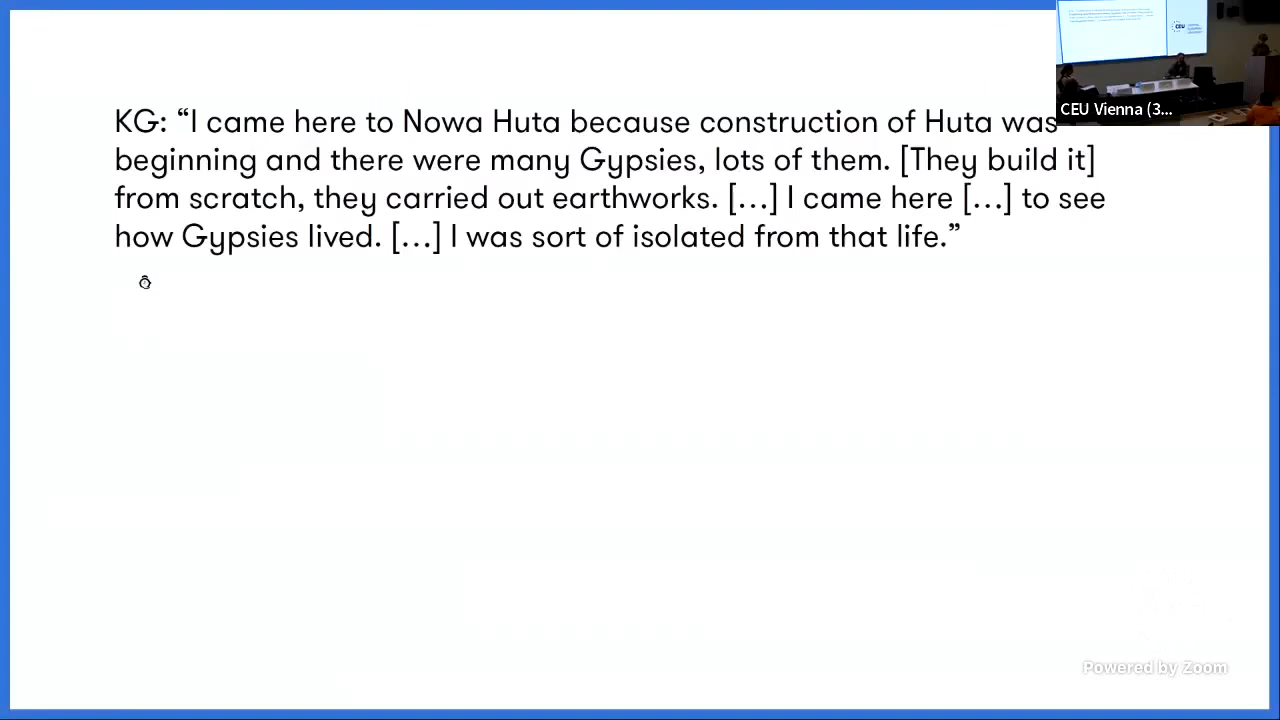 KG: “I came here to Nowa Huta because construction of Huta was
beginning and there were many Gypsies, lots of them. [They build it]
from scratch, they carried out earthworks. […] I came here […] to see
how Gypsies lived. […] I was sort of isolated from that life.”
CEU
CEU Vienna (3...
Powered by Zoom